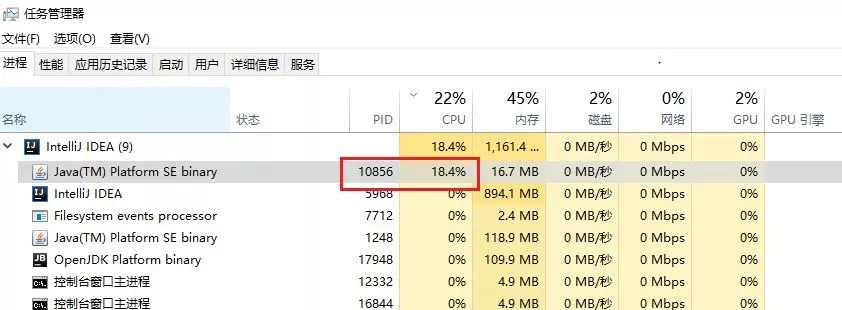 任务管理器
文件(F) 选项(O) 查看(V)
进程 性能 应用历史记录 启动 用户 详细信息 服务
22% 45% 2% 0% 2%
名称 状态 PID CPU 内存 磁盘 网络 GPU GPU 引擎
IntelliJ IDEA (9) 18.4% 1,161.4 ... 0 MB/秒 0 Mbps 0%
Java(TM) Platform SE binary 10856 18.4% 16.7 MB 0 MB/秒 0 Mbps 0%
IntelliJ IDEA 5968 0% 894.1 MB 0 MB/秒 0 Mbps 0%
Filesystem events processor 7712 0% 2.4 MB 0 MB/秒 0 Mbps 0%
Java(TM) Platform SE binary 1248 0% 118.9 MB 0 MB/秒 0 Mbps 0%
OpenJDK Platform binary 17948 0% 109.9 MB 0 MB/秒 0 Mbps 0%
控制台窗口主进程 12332 0% 4.9 MB 0 MB/秒 0 Mbps 0%
控制台窗口主进程 16844 0% 4.9 MB 0 MB/秒 0 Mbps 0%